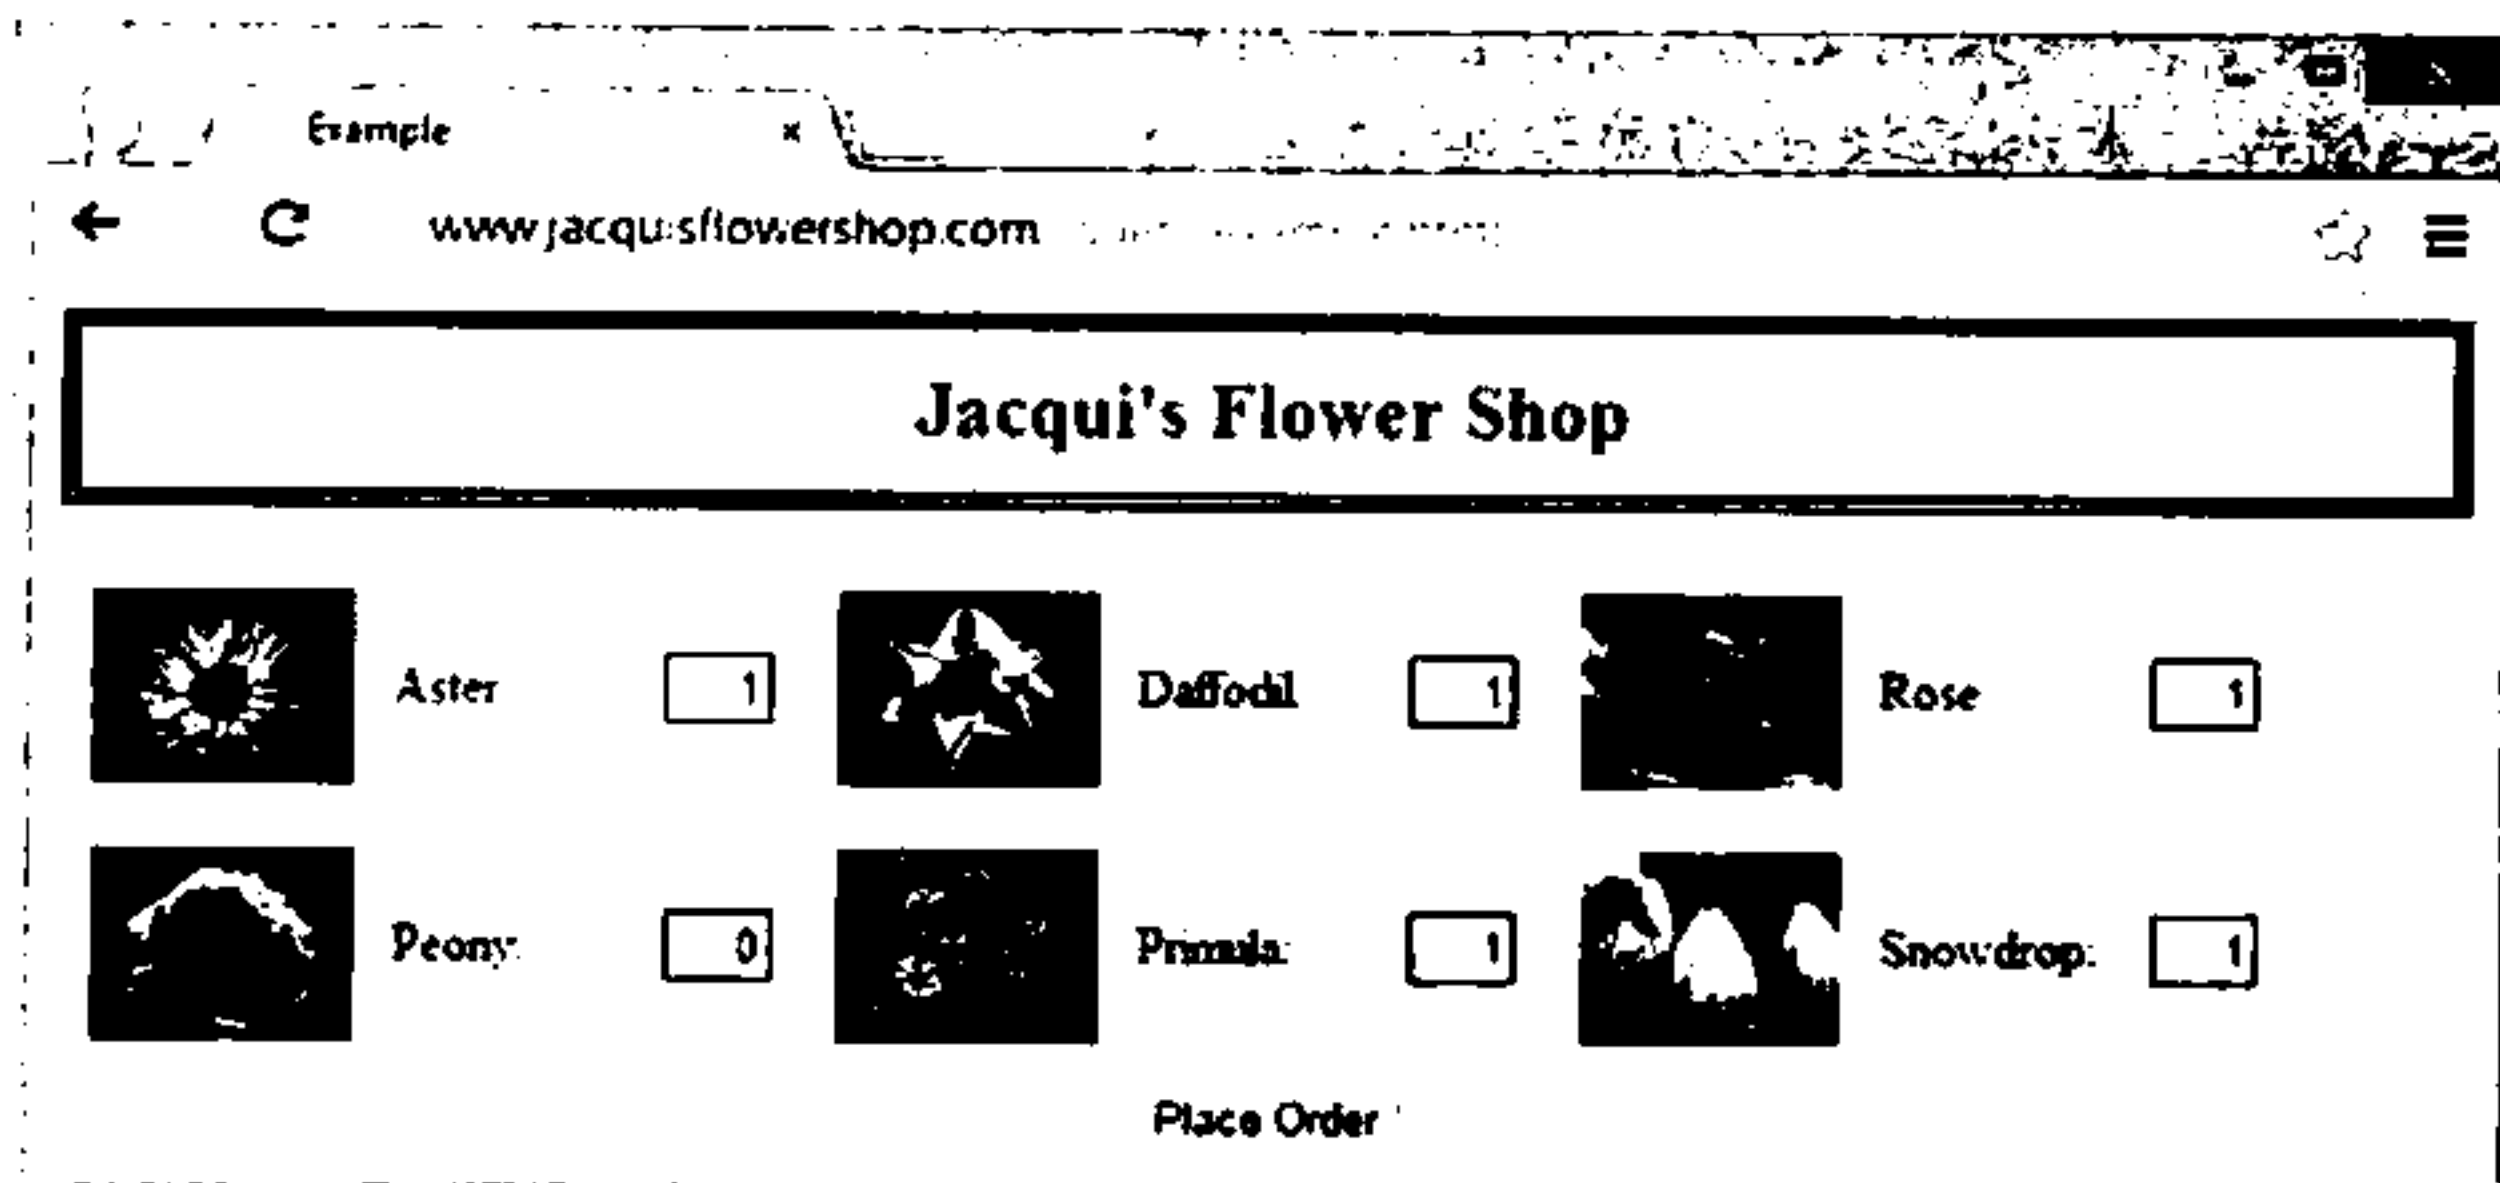 Example
www.jacquisflowershop.com
Jacqui's Flower Shop
Aster 1 Daffodil 1 Rose 1
Peony: 0 Primula: 1 Snowdrop: 1
Place Order